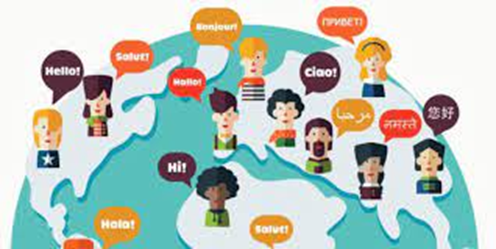 Bonjour!
ПРИВЕТ!
Salut!
Hello!
Hallo!
Ciao!
مرحبا
नमस्ते
您好
Hi!
Hola!
Salut!